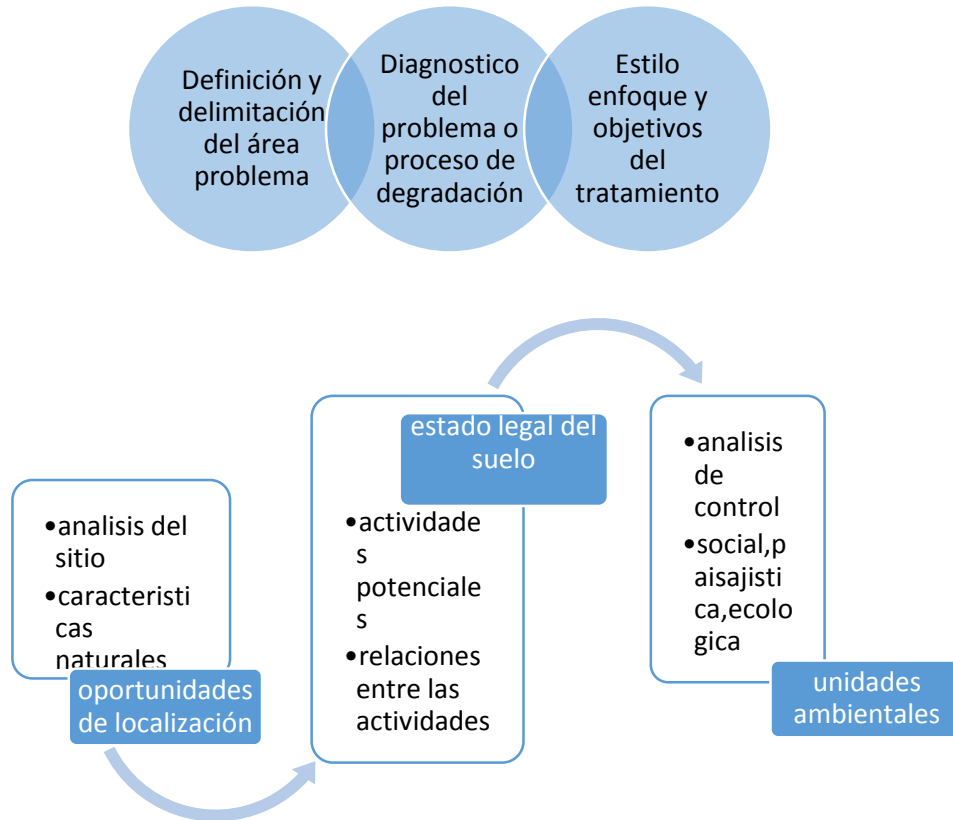 Definición y
delimitación
del área
problema
Diagnostico
del
problema o
proceso de
degradación
Estilo
enfoque y
objetivos
del
tratamiento
•analisis del
sitio
•caracteristi
cas
naturales
oportunidades
de localización
estado legal del
suelo
•actividade
s
potenciale
s
•relaciones
entre las
actividades
•analisis
de
control
•social,p
aisajisti
ca,ecolo
gica
unidades
ambientales